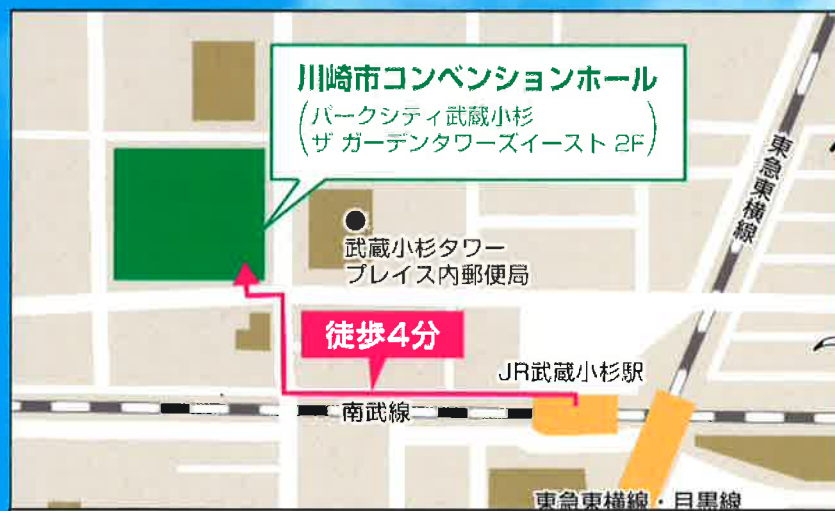 川崎市コンベンションホール
(パークシティ武蔵小杉
ザ ガーデンタワーズイースト 2F)
東急東横線
武蔵小杉タワー
プレイス内郵便局
徒歩4分
JR武蔵小杉駅
南武線
東急東横線・目黒線